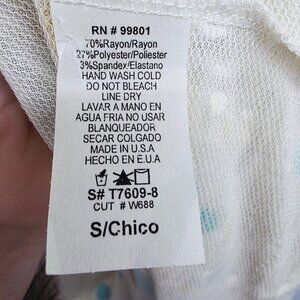 RN # 99801
70%Rayon/Rayon
27%Polyester/Poliester
3%Spandex/Elastano
HAND WASH COLD
DO NOT BLEACH
LINE DRY
LAVAR A MANO EN
AGUA FRIA NO USAR
BLANQUEADOR
SECAR COLGADO
MADE IN U.S.A
HECHO EN E.U.A
S# T7609-8
CUT # W688
S/Chico